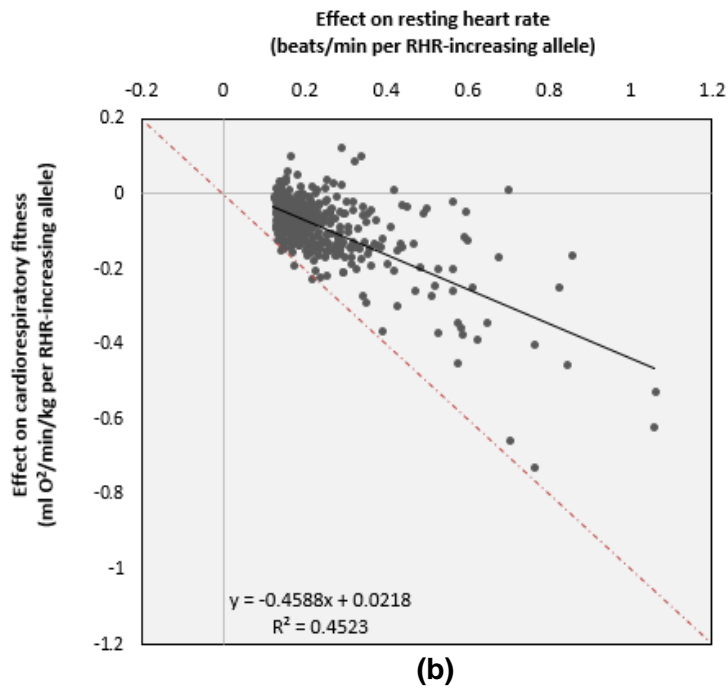 Effect on resting heart rate
(beats/min per RHR-increasing allele)
-0.2 0 0.2 0.4 0.6 0.8 1 1.2
Effect on cardiorespiratory fitness
(ml O²/min/kg per RHR-increasing allele)
0.2
0
-0.2
-0.4
-0.6
-0.8
-1
-1.2
y = -0.4588x + 0.0218
R² = 0.4523
(b)